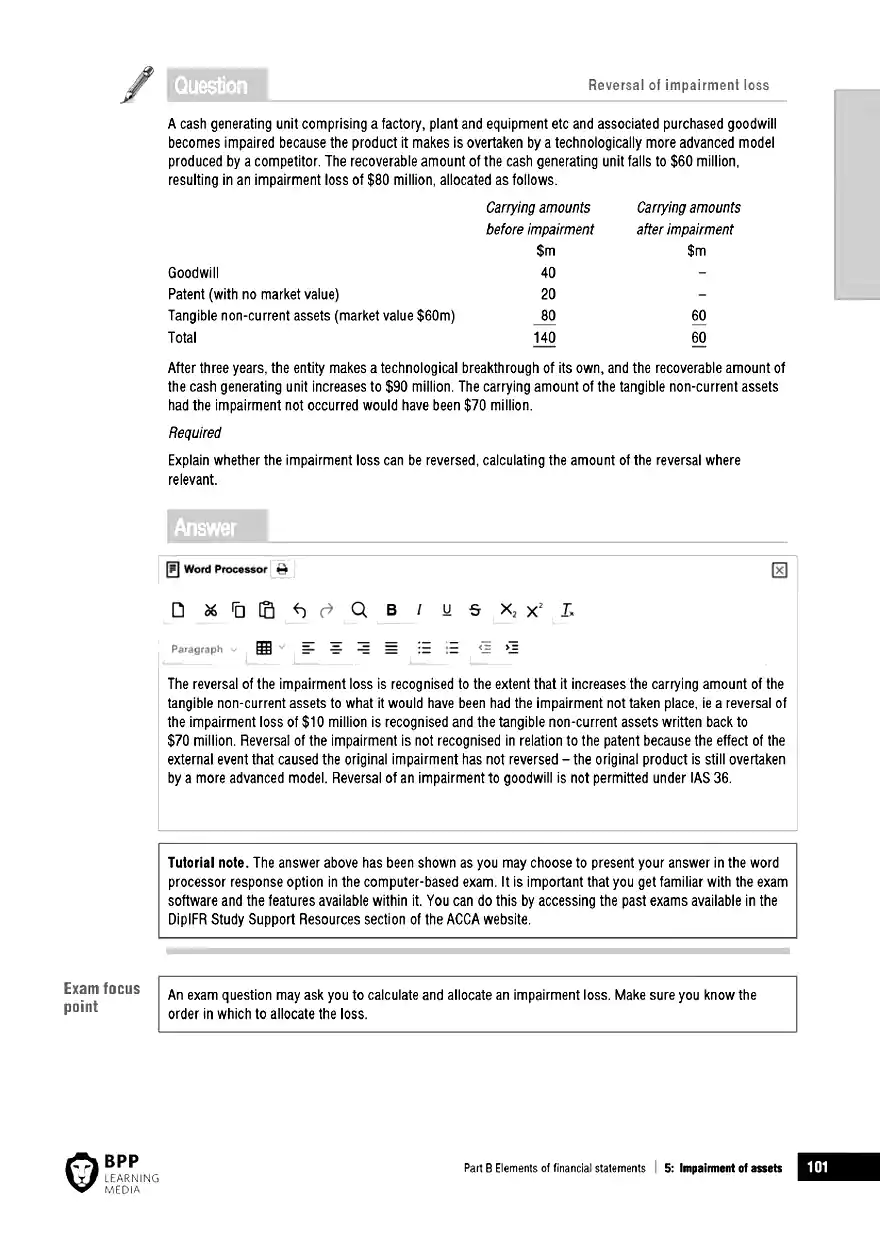 Question
Reversal of impairment loss
A cash generating unit comprising a factory, plant and equipment etc and associated purchased goodwill
becomes impaired because the product it makes is overtaken by a technologically more advanced model
produced by a competitor. The recoverable amount of the cash generating unit falls to $60 million,
resulting in an impairment loss of $80 million, allocated as follows.
Carrying amounts Carrying amounts
before impairment after impairment
$m $m
Goodwill 40 –
Patent (with no market value) 20 –
Tangible non-current assets (market value $60m) 80 60
Total 140 60
After three years, the entity makes a technological breakthrough of its own, and the recoverable amount of
the cash generating unit increases to $90 million. The carrying amount of the tangible non-current assets
had the impairment not occurred would have been $70 million.
Required
Explain whether the impairment loss can be reversed, calculating the amount of the reversal where
relevant.
Answer
Word Processor
B I U S X₂ X² Iₓ
Paragraph
The reversal of the impairment loss is recognised to the extent that it increases the carrying amount of the
tangible non-current assets to what it would have been had the impairment not taken place, ie a reversal of
the impairment loss of $10 million is recognised and the tangible non-current assets written back to
$70 million. Reversal of the impairment is not recognised in relation to the patent because the effect of the
external event that caused the original impairment has not reversed – the original product is still overtaken
by a more advanced model. Reversal of an impairment to goodwill is not permitted under IAS 36.
Tutorial note. The answer above has been shown as you may choose to present your answer in the word
processor response option in the computer-based exam. It is important that you get familiar with the exam
software and the features available within it. You can do this by accessing the past exams available in the
DipIFR Study Support Resources section of the ACCA website.
Exam focus
point
An exam question may ask you to calculate and allocate an impairment loss. Make sure you know the
order in which to allocate the loss.
BPP
LEARNING
MEDIA
Part B Elements of financial statements | 5: Impairment of assets 101